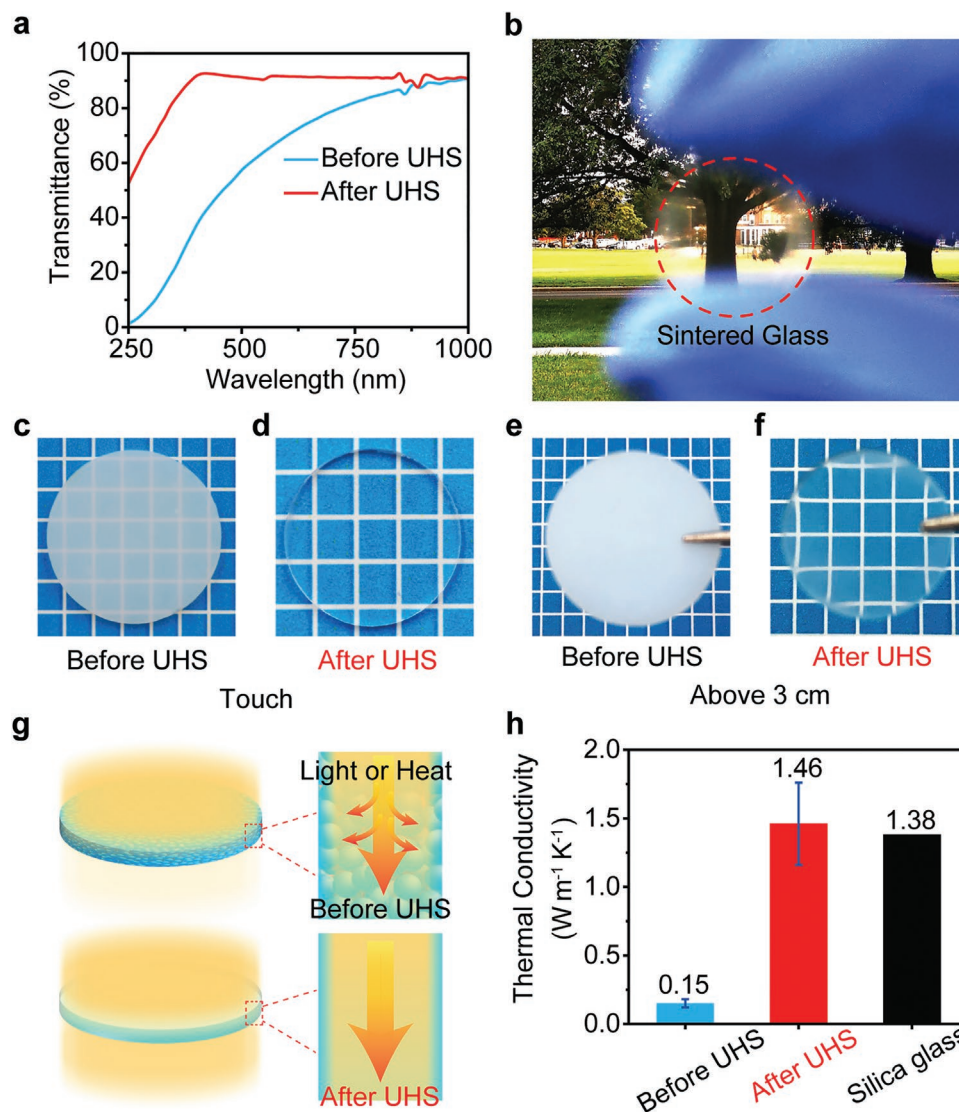 a
Transmittance (%)
100
80
60
40
20
0
Before UHS
After UHS
250
500
750
1000
Wavelength (nm)
b
Sintered Glass
c
d
e
f
Before UHS
After UHS
Before UHS
After UHS
Touch
Above 3 cm
g
Light or Heat
Before UHS
After UHS
h
Thermal Conductivity
(W m⁻¹ K⁻¹)
2.0
1.5
1.0
0.5
0.0
0.15
1.46
1.38
Before UHS
After UHS
Silica glass